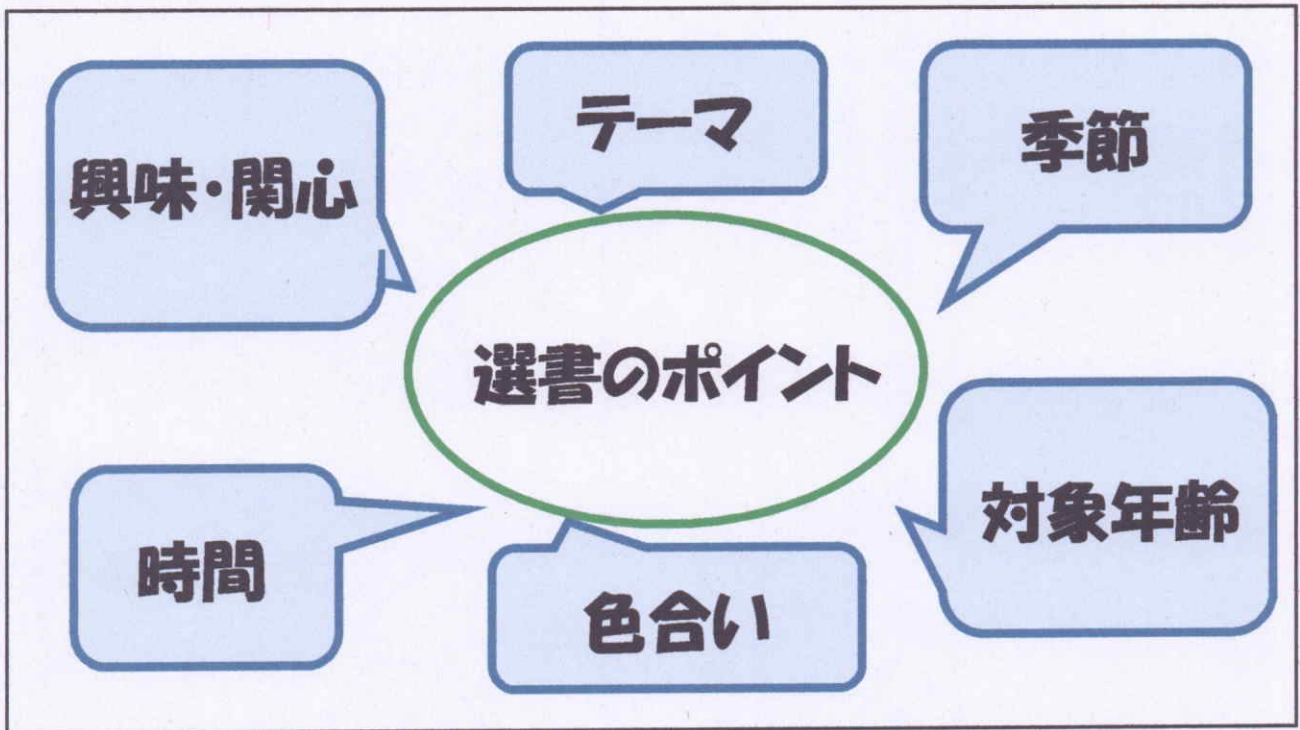 興味・関心
テーマ
季節
選書のポイント
時間
色合い
対象年齢